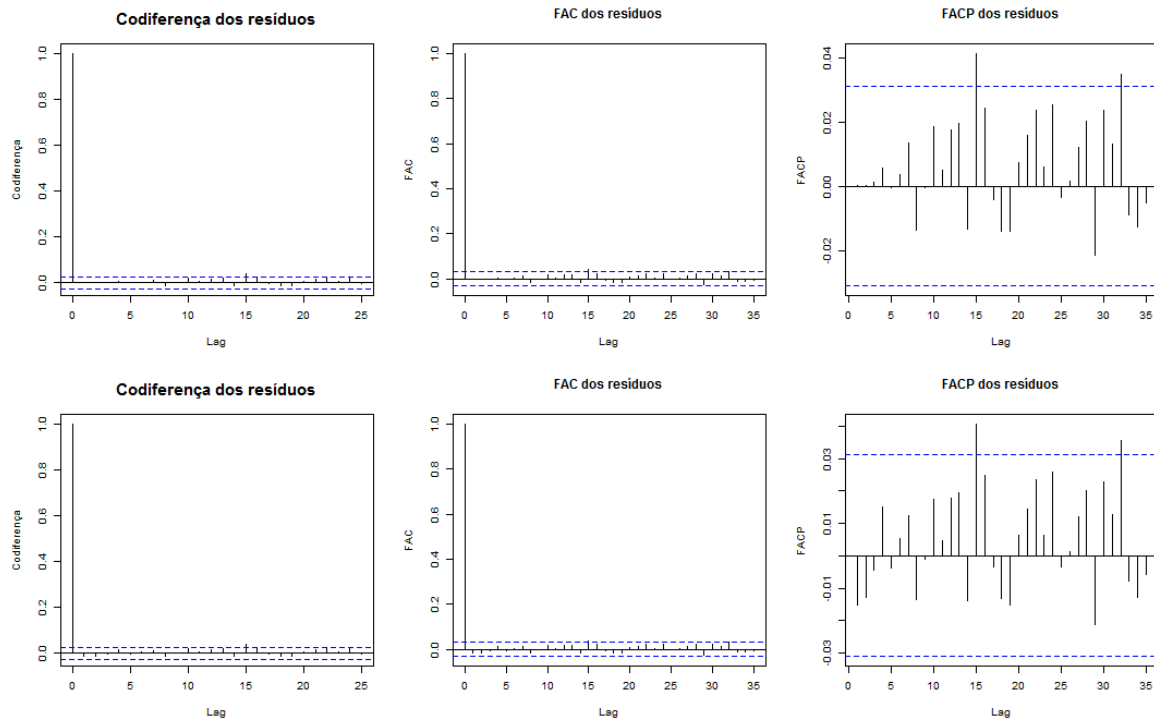 Codiferença dos resíduos
FAC dos resíduos
FACP dos resíduos
Codiferença
1.0
0.8
0.6
0.4
0.2
0.0
0 5 10 15 20 25
Lag
FAC
1.0
0.8
0.6
0.4
0.2
0.0
0 5 10 15 20 25 30 35
Lag
FACP
0.04
0.02
0.00
-0.02
0 5 10 15 20 25 30 35
Lag
Codiferença dos resíduos
FAC dos resíduos
FACP dos resíduos
Codiferença
1.0
0.8
0.6
0.4
0.2
0.0
0 5 10 15 20 25
Lag
FAC
1.0
0.8
0.6
0.4
0.2
0.0
0 5 10 15 20 25 30 35
Lag
FACP
0.03
0.01
-0.01
-0.03
0 5 10 15 20 25 30 35
Lag